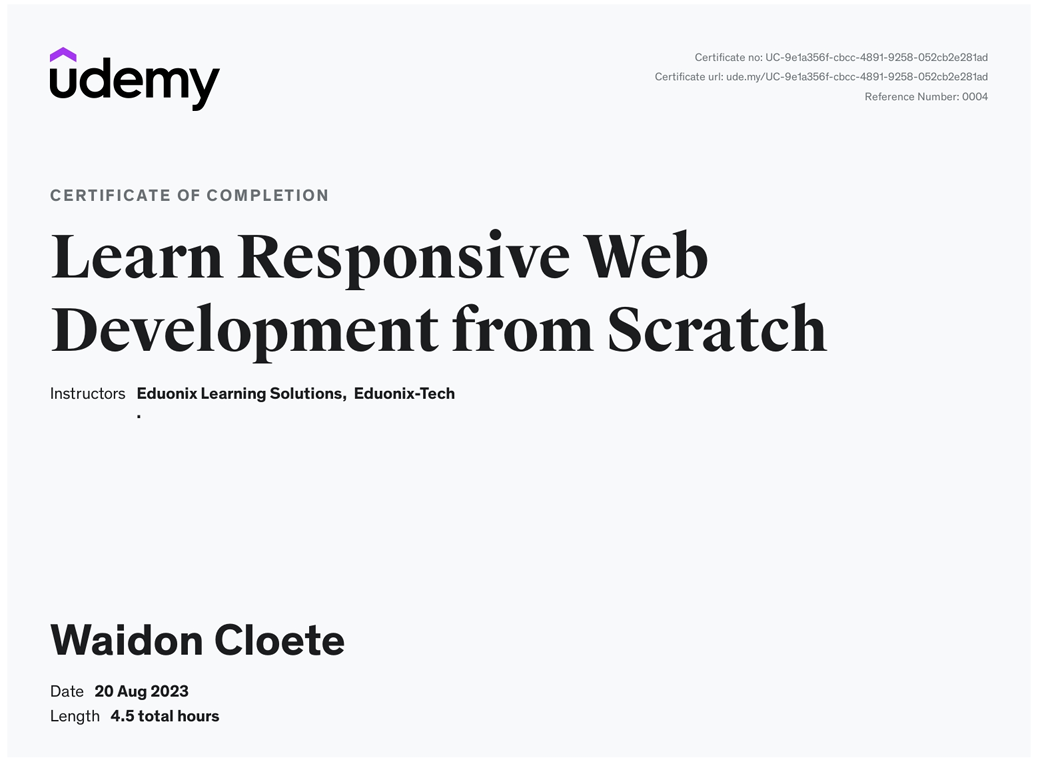 udemy
Certificate no: UC-9e1a356f-cbcc-4891-9258-052cb2e281ad
Certificate url: ude.my/UC-9e1a356f-cbcc-4891-9258-052cb2e281ad
Reference Number: 0004
CERTIFICATE OF COMPLETION
Learn Responsive Web
Development from Scratch
Instructors Eduonix Learning Solutions, Eduonix-Tech
.
Waidon Cloete
Date 20 Aug 2023
Length 4.5 total hours